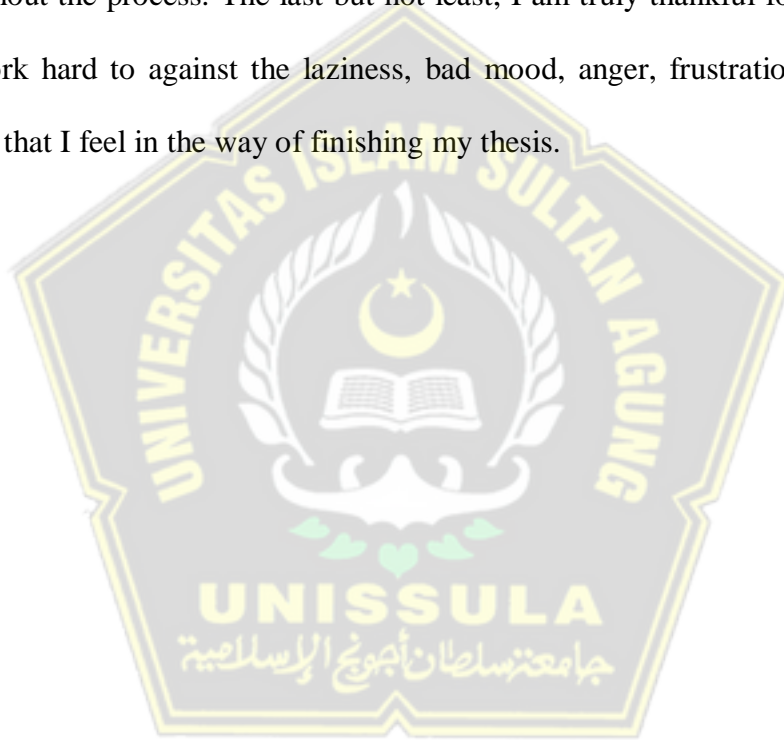 out the process. The last but not least, I am truly thankful fo
rk hard to against the laziness, bad mood, anger, frustratio
that I feel in the way of finishing my thesis.
UNIVERSITAS ISLAM SULTAN AGUNG
UNISSULA
جامعة سلطان أجونج الإسلامية